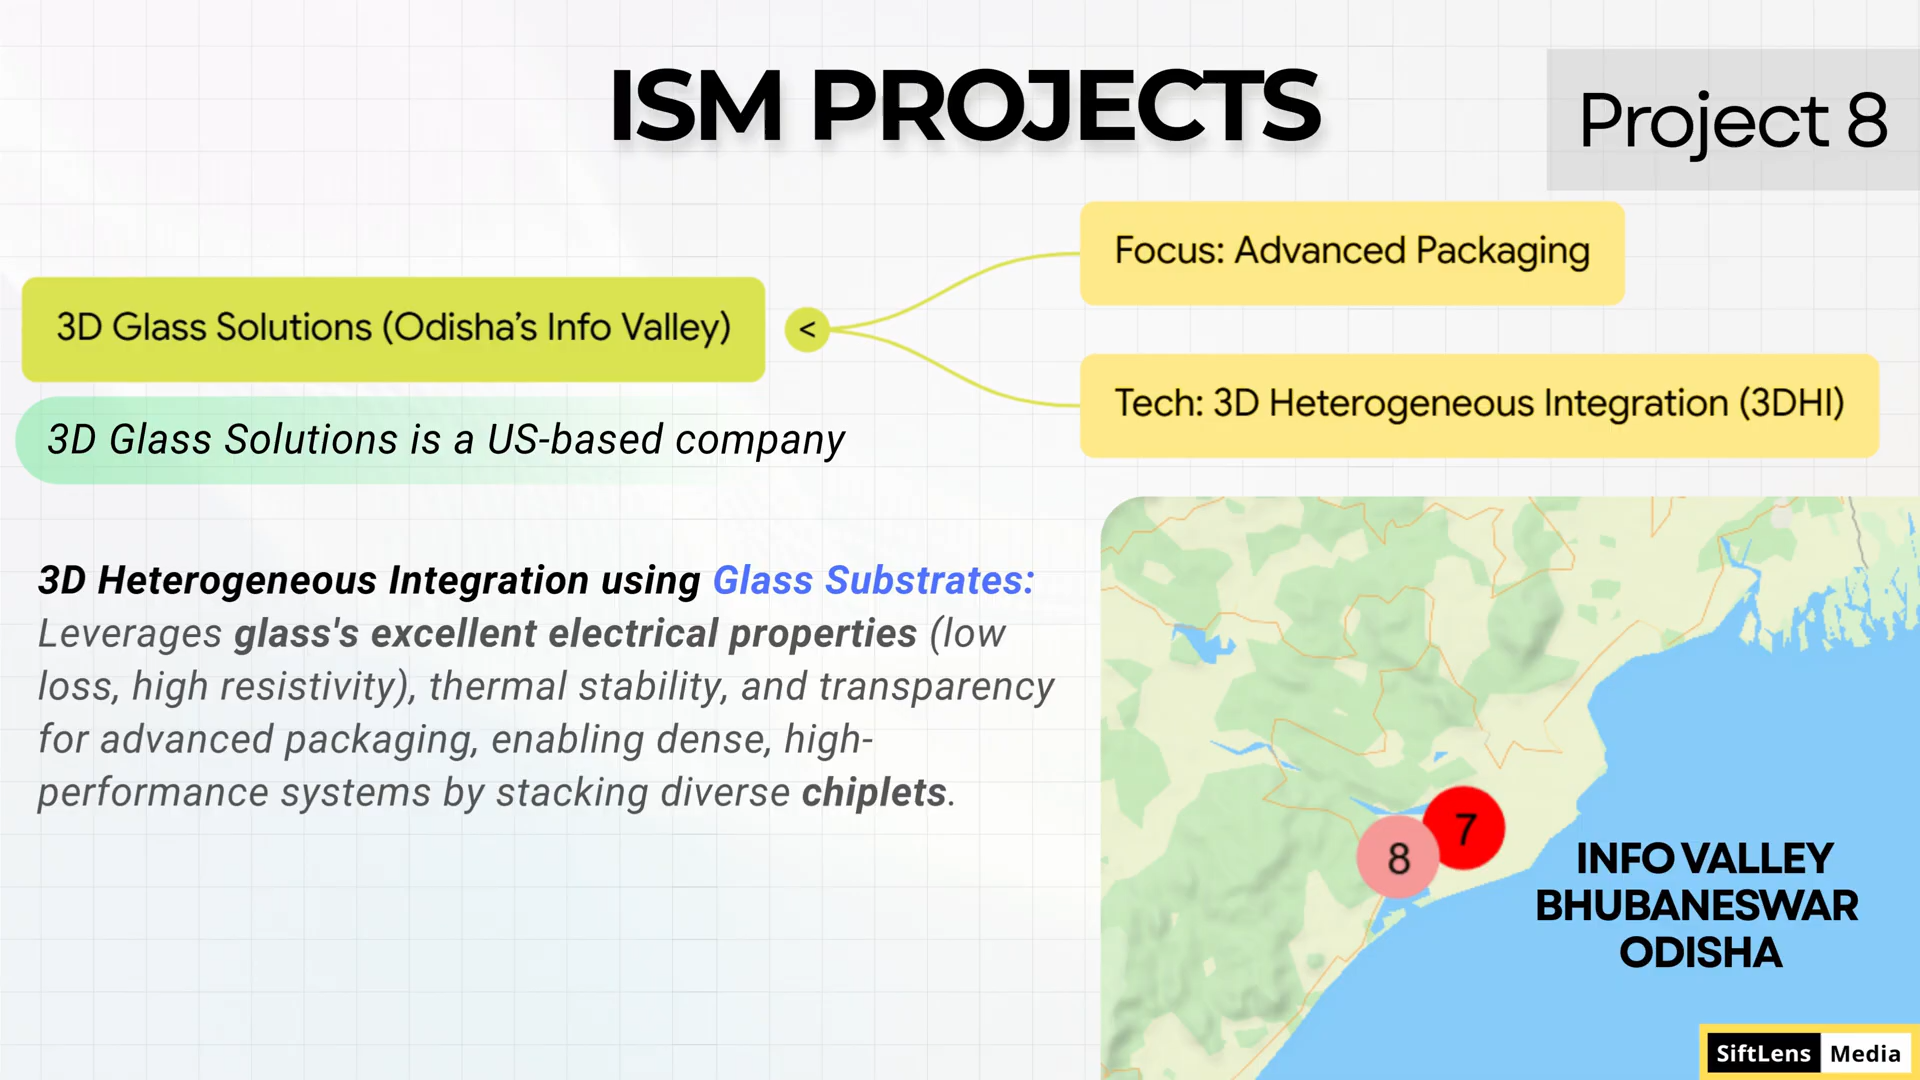 ISM PROJECTS
Project 8
Focus: Advanced Packaging
3D Glass Solutions (Odisha's Info Valley)
<
Tech: 3D Heterogeneous Integration (3DHI)
3D Glass Solutions is a US-based company
3D Heterogeneous Integration using Glass Substrates:
Leverages glass's excellent electrical properties (low
loss, high resistivity), thermal stability, and transparency
for advanced packaging, enabling dense, high-
performance systems by stacking diverse chiplets.
7
8
INFO VALLEY
BHUBANESWAR
ODISHA
SiftLens Media